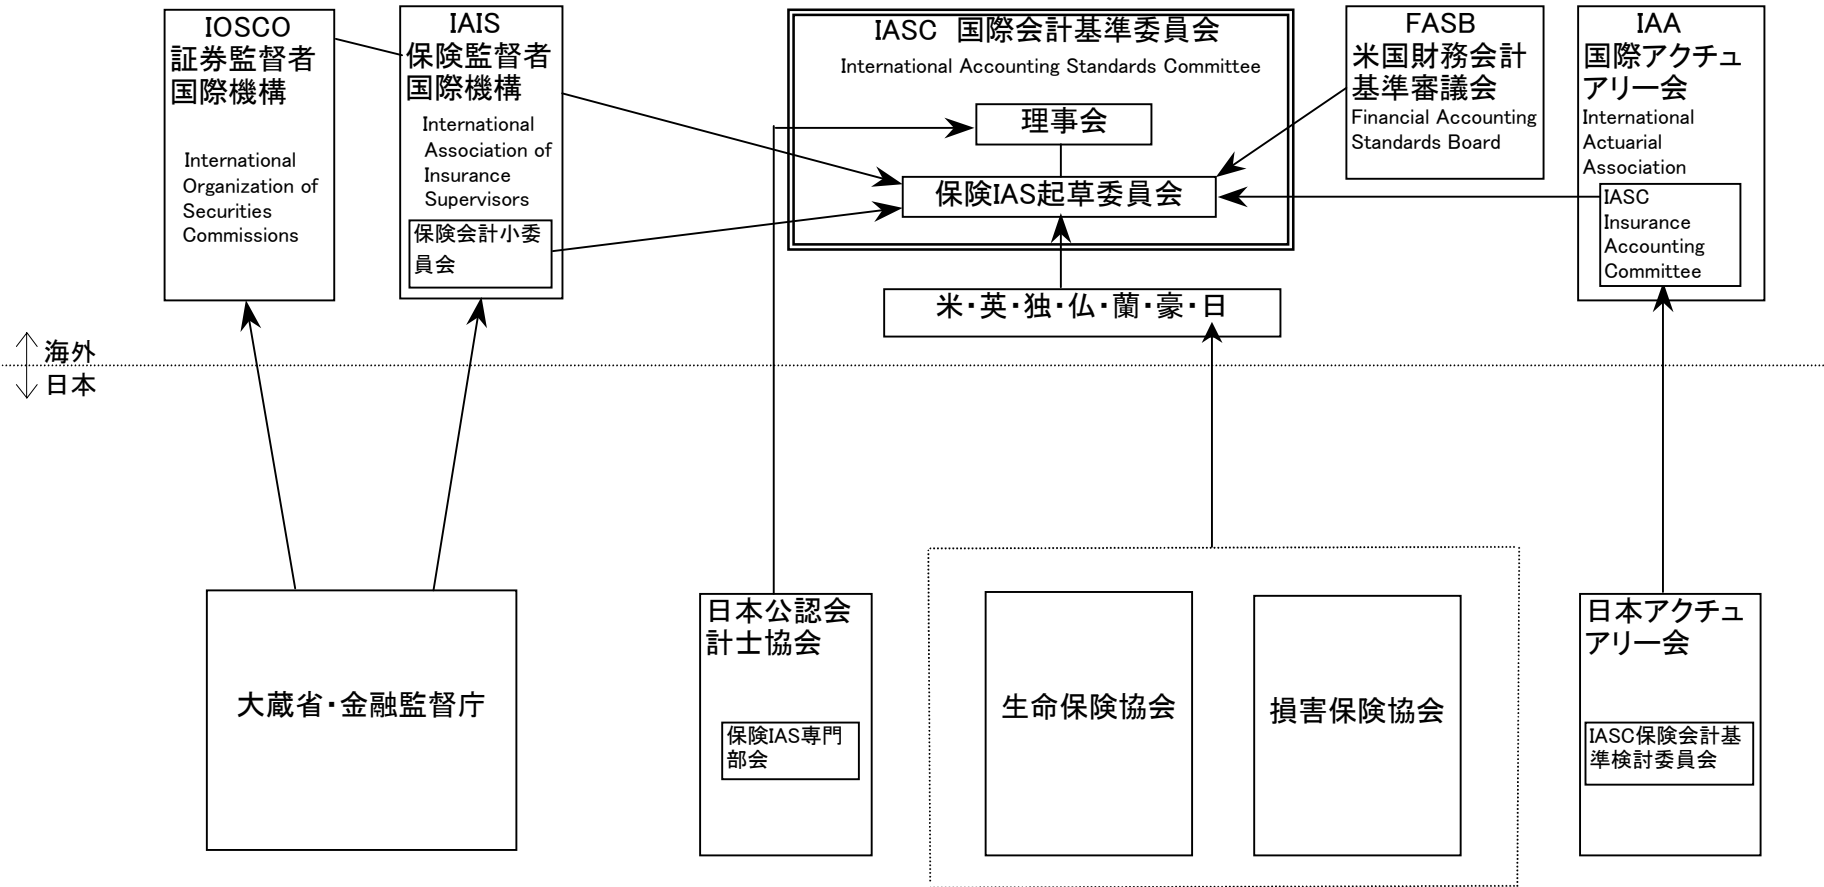 IOSCO
証券監督者
国際機構
International
Organization of
Securities
Commissions
IAIS
保険監督者
国際機構
International
Association of
Insurance
Supervisors
保険会計小委
員会
IASC 国際会計基準委員会
International Accounting Standards Committee
理事会
保険IAS起草委員会
米・英・独・仏・蘭・豪・日
FASB
米国財務会計
基準審議会
Financial Accounting
Standards Board
IAA
国際アクチュ
アリー会
International
Actuarial
Association
IASC
Insurance
Accounting
Committee
海外
日本
大蔵省・金融監督庁
日本公認会
計士協会
保険IAS専門
部会
生命保険協会
損害保険協会
日本アクチュ
アリー会
IASC保険会計基
準検討委員会